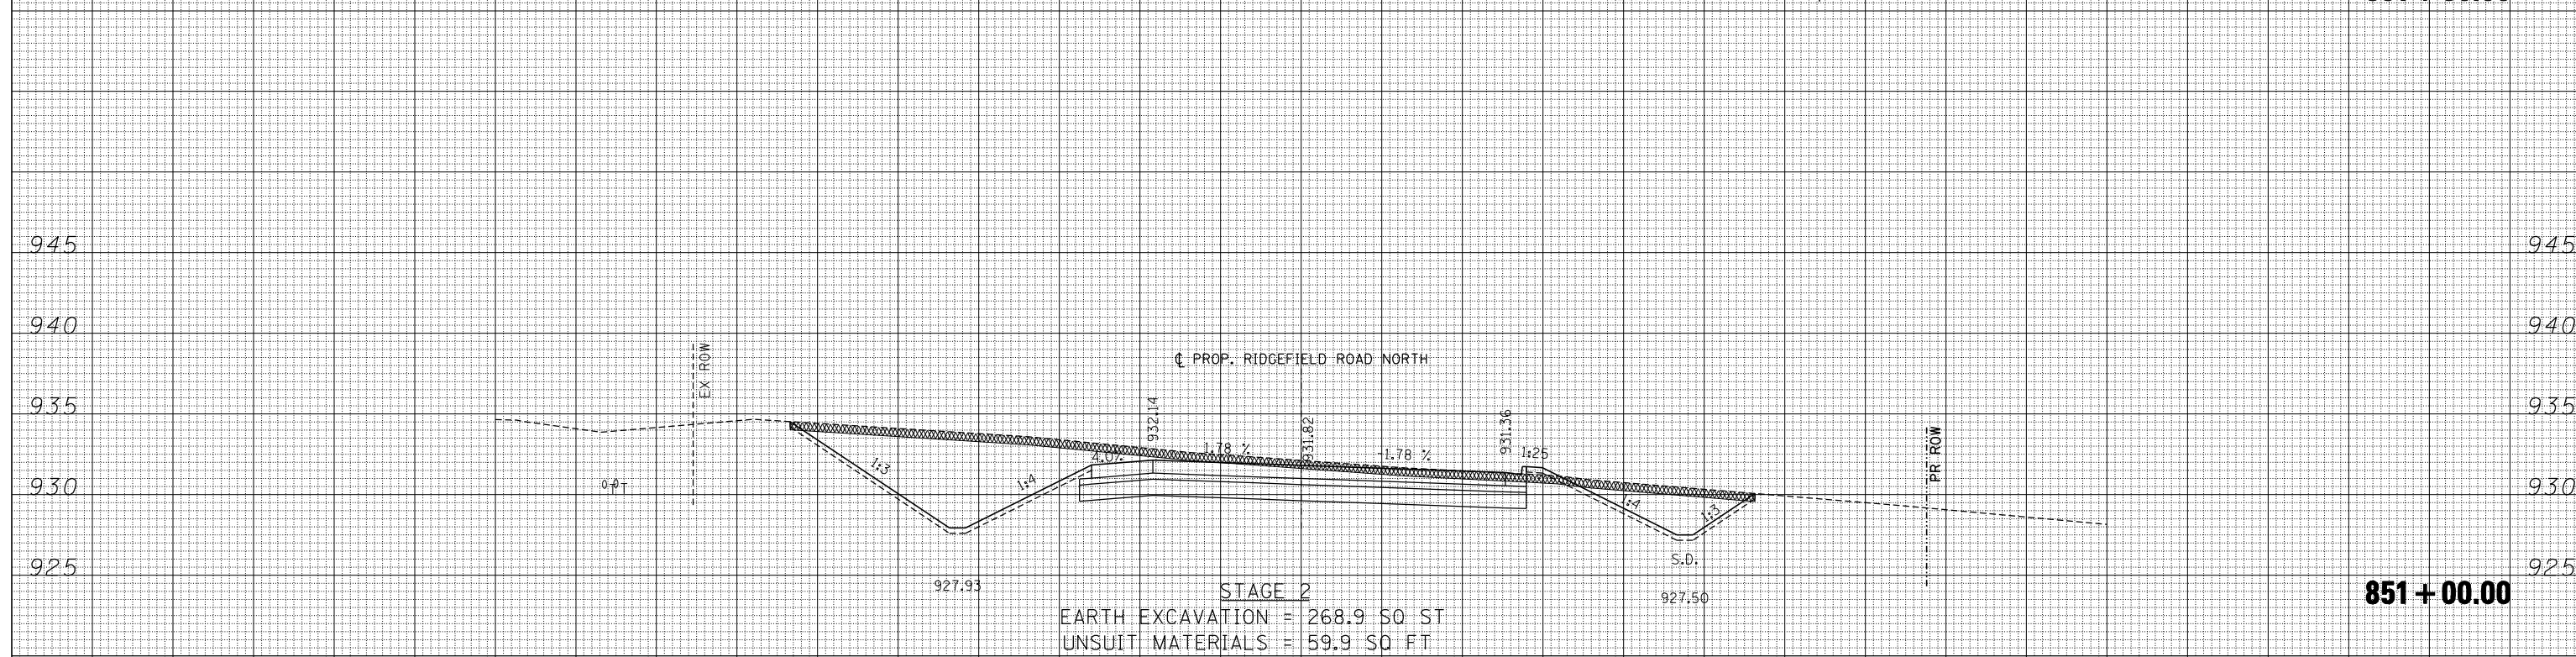 945 945
940 940
EX ROW
℄ PROP. RIDGEFIELD ROAD NORTH
935 935
932.14
931.82
931.36
PR ROW
4.0%
1.78 %
-1.78 %
1:25
1:3
1:4
1:4
1:3
930 930
S.D.
925 925
927.93
927.50
STAGE 2
851+00.00
EARTH EXCAVATION = 268.9 SQ ST
UNSUIT MATERIALS = 59.9 SQ FT